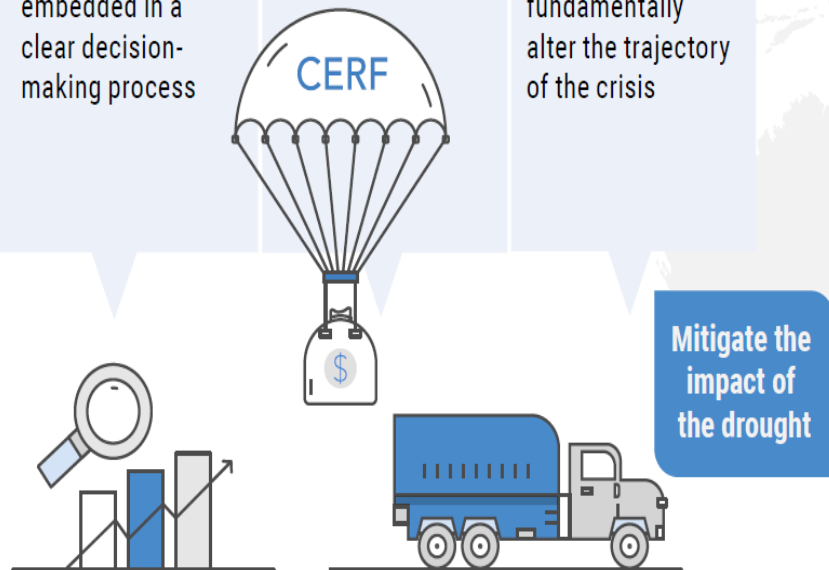 embedded in a
clear decision-
making process
CERF
fundamentally
alter the trajectory
of the crisis
$
Mitigate the
impact of
the drought